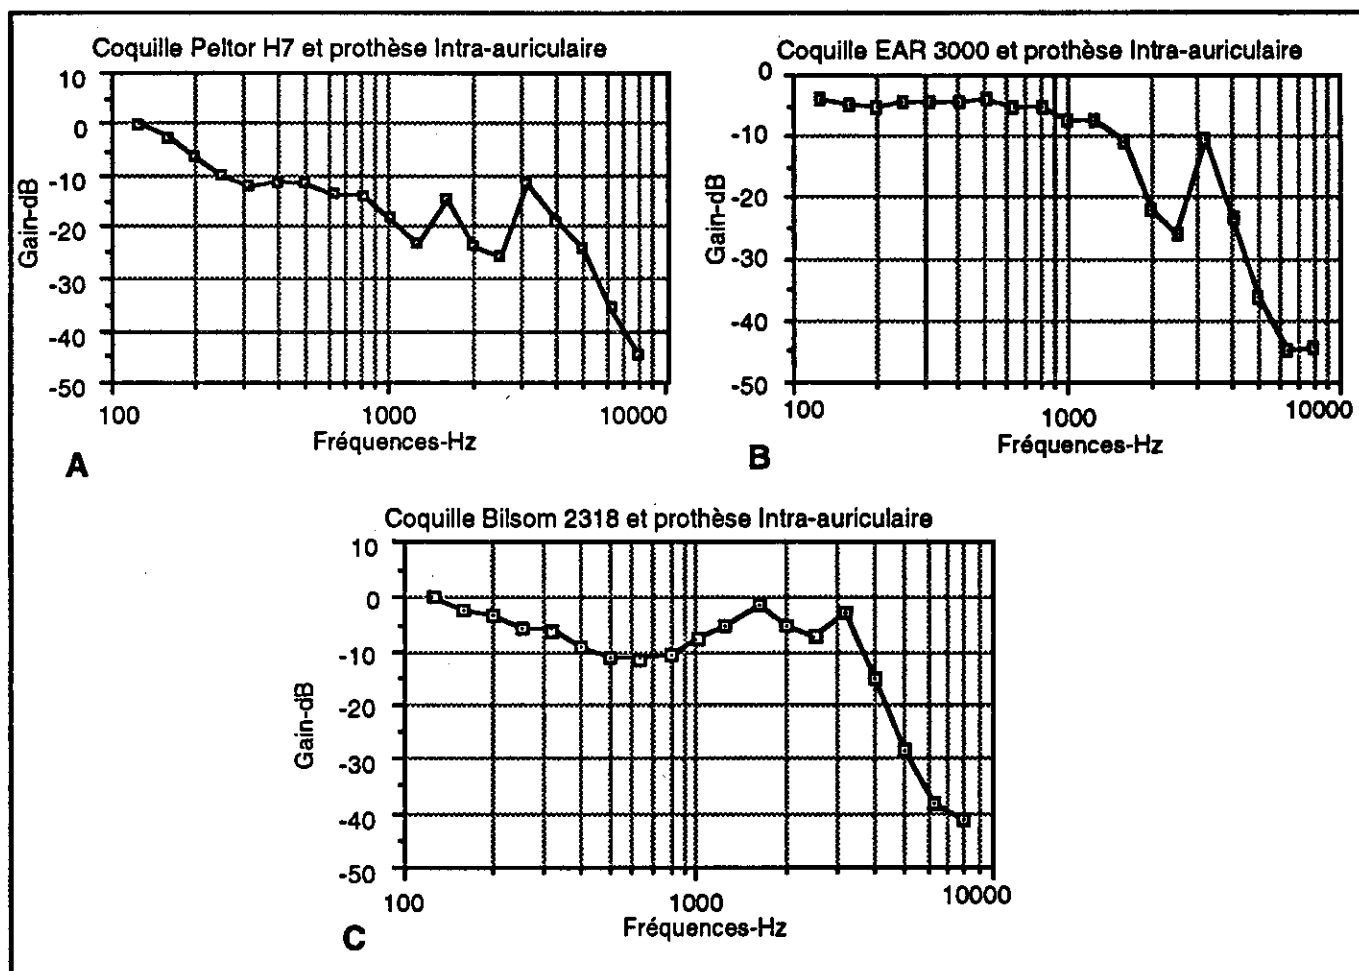 Coquille Peltor H7 et prothèse Intra-auriculaire
10
0
-10
-20
-30
-40
-50
Gain-dB
100
1000
10000
Fréquences-Hz
A
Coquille EAR 3000 et prothèse Intra-auriculaire
0
-10
-20
-30
-40
-50
Gain-dB
100
1000
10000
Fréquences-Hz
B
Coquille Bilsom 2318 et prothèse Intra-auriculaire
10
0
-10
-20
-30
-40
-50
Gain-dB
100
1000
10000
Fréquences-Hz
C